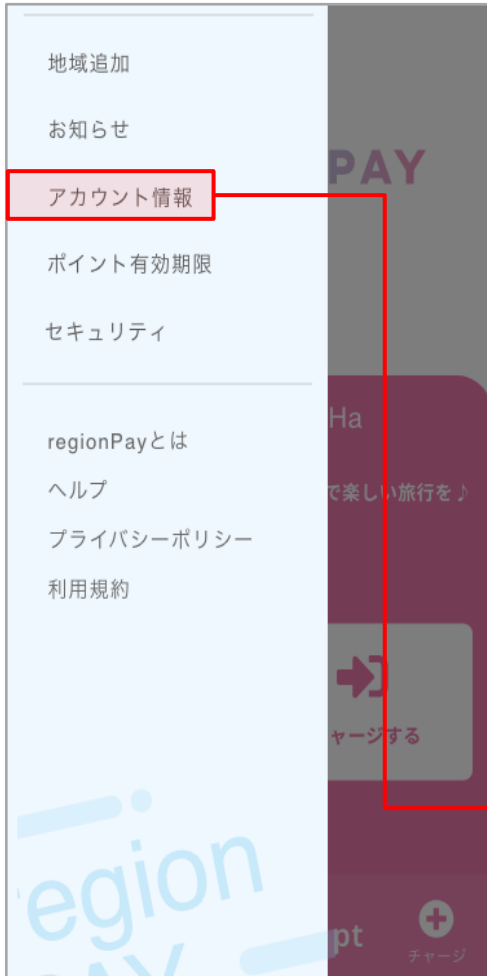 地域追加
お知らせ
アカウント情報
ポイント有効期限
セキュリティ
regionPayとは
ヘルプ
プライバシーポリシー
利用規約
PAY
Ha
で楽しい旅行を♪
ャージする
pt
チャージ
egion
PAY